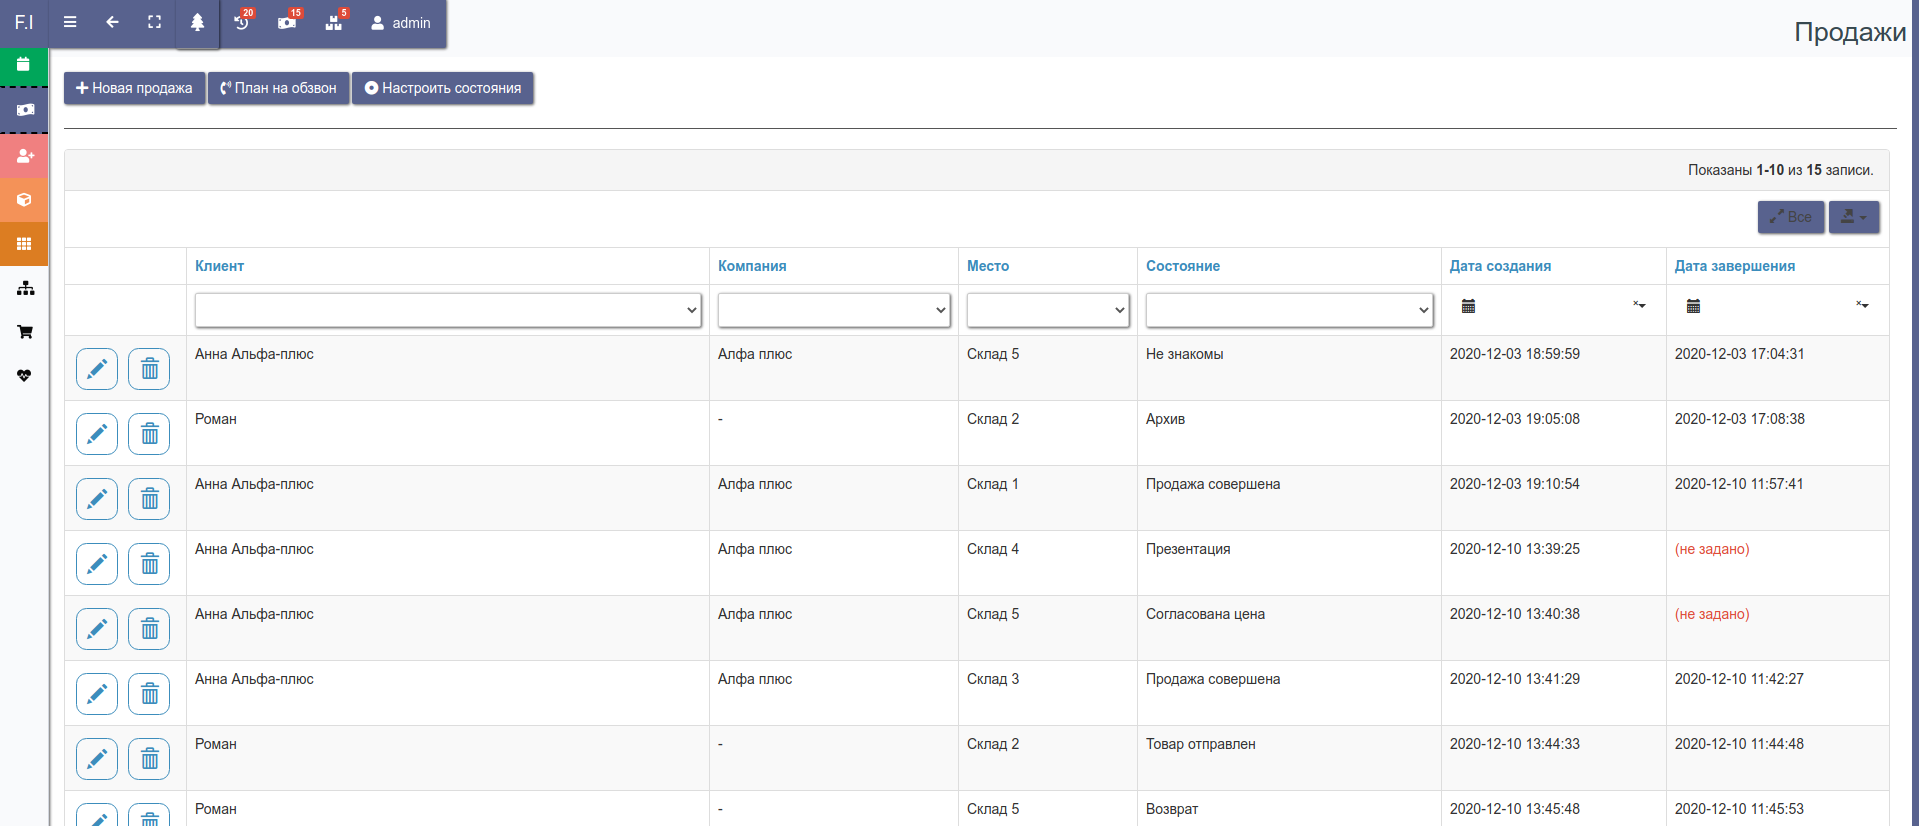 F.I 20 15 5 admin
Продажи
Новая продажа План на обзвон Настроить состояния
Показаны 1-10 из 15 записи.
Все
Клиент Компания Место Состояние Дата создания Дата завершения
Анна Альфа-плюс Алфа плюс Склад 5 Не знакомы 2020-12-03 18:59:59 2020-12-03 17:04:31
Роман - Склад 2 Архив 2020-12-03 19:05:08 2020-12-03 17:08:38
Анна Альфа-плюс Алфа плюс Склад 1 Продажа совершена 2020-12-03 19:10:54 2020-12-10 11:57:41
Анна Альфа-плюс Алфа плюс Склад 4 Презентация 2020-12-10 13:39:25 (не задано)
Анна Альфа-плюс Алфа плюс Склад 5 Согласована цена 2020-12-10 13:40:38 (не задано)
Анна Альфа-плюс Алфа плюс Склад 3 Продажа совершена 2020-12-10 13:41:29 2020-12-10 11:42:27
Роман - Склад 2 Товар отправлен 2020-12-10 13:44:33 2020-12-10 11:44:48
Роман - Склад 5 Возврат 2020-12-10 13:45:48 2020-12-10 11:45:53